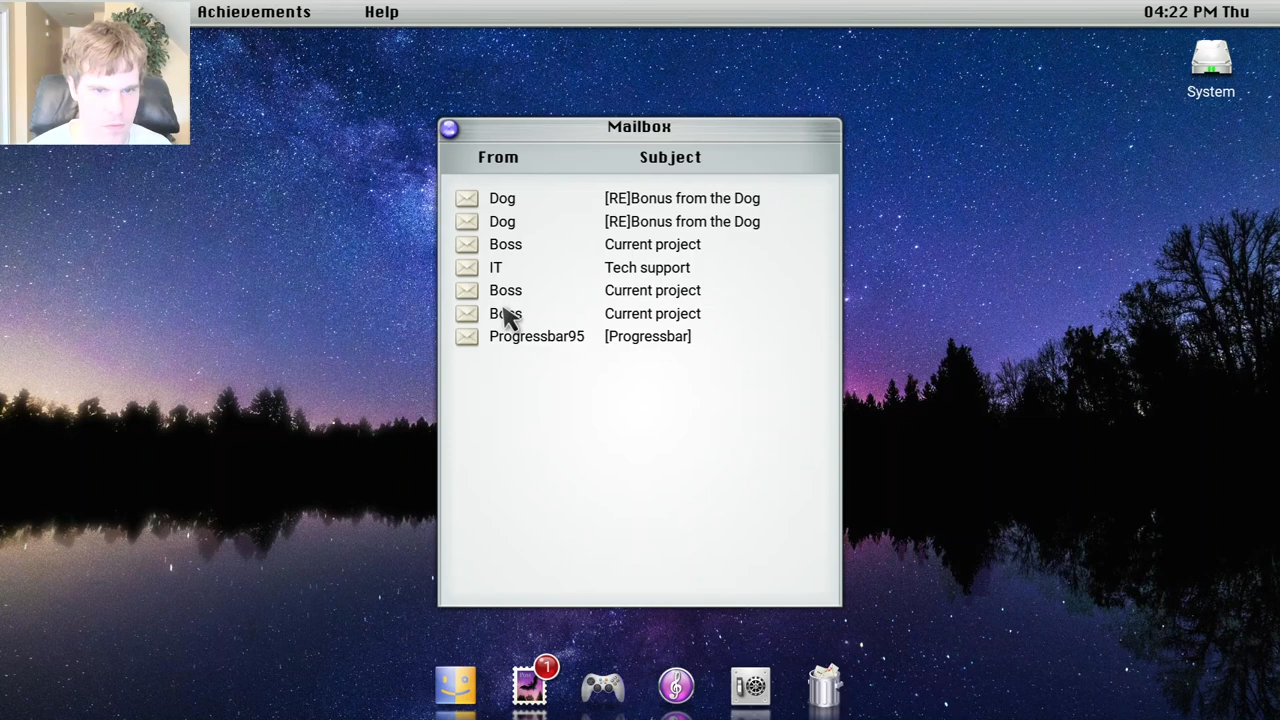 Achievements Help 04:22 PM Thu
System
Mailbox
From Subject
Dog [RE]Bonus from the Dog
Dog [RE]Bonus from the Dog
Boss Current project
IT Tech support
Boss Current project
Boss Current project
Progressbar95 [Progressbar]
1